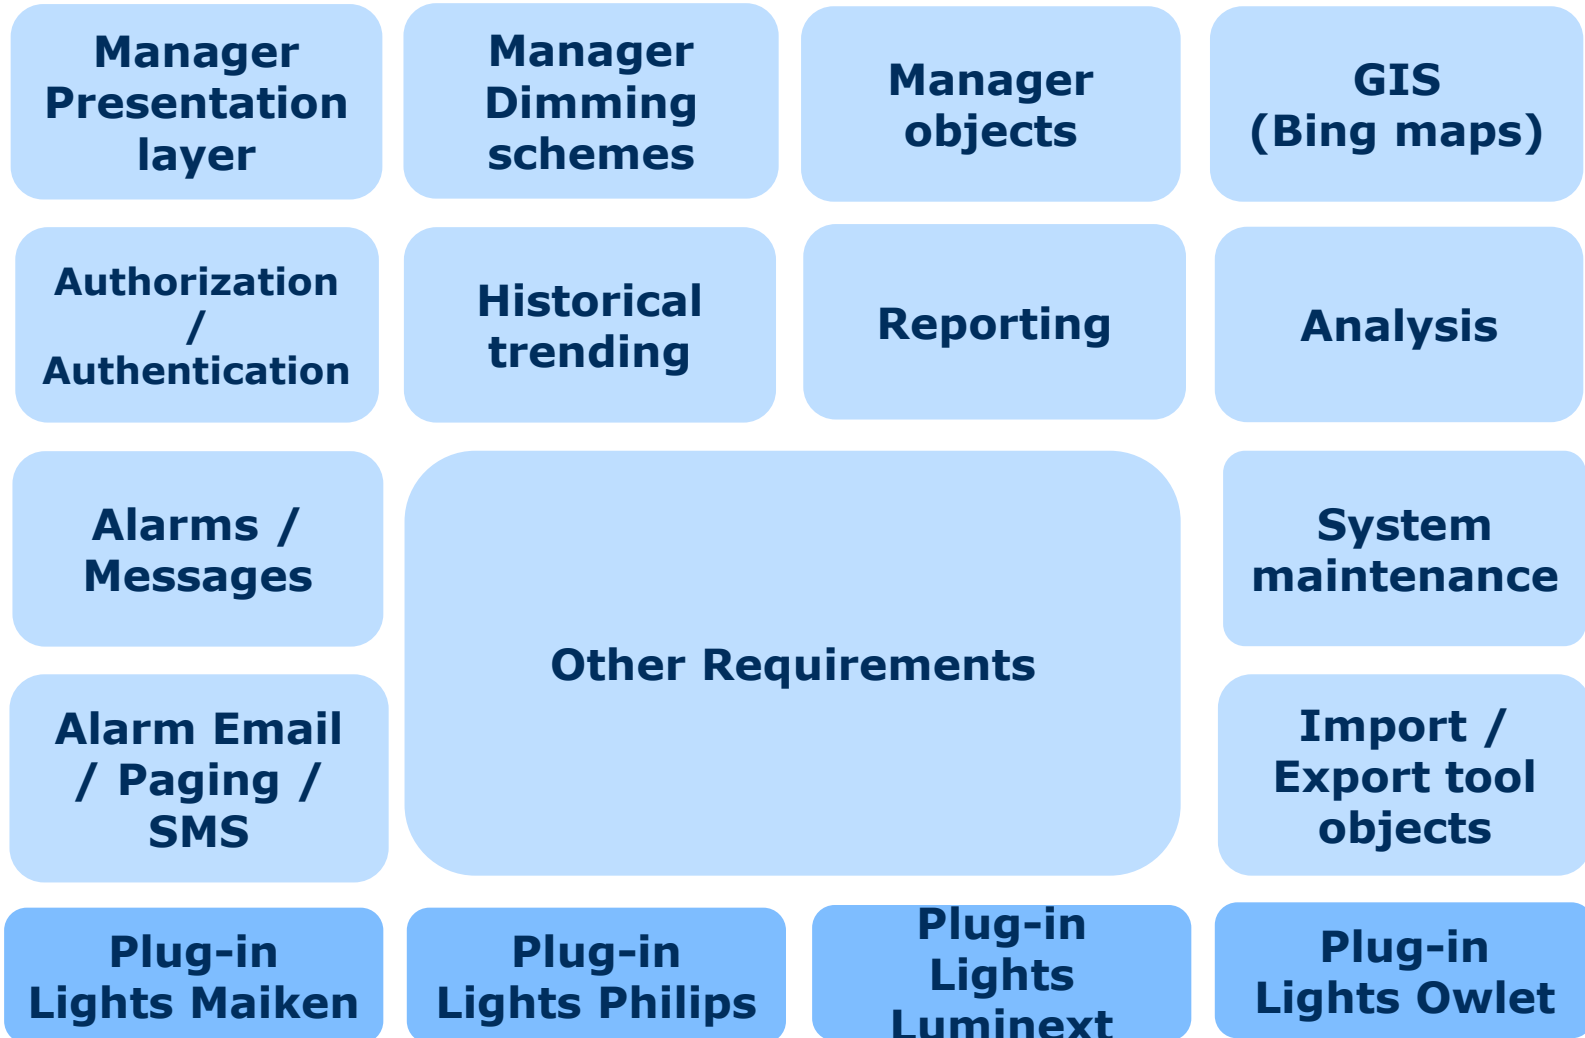 Manager
Presentation
layer
Manager
Dimming
schemes
Manager
objects
GIS
(Bing maps)
Authorization
/
Authentication
Historical
trending
Reporting
Analysis
Alarms /
Messages
Other Requirements
System
maintenance
Alarm Email
/ Paging /
SMS
Import /
Export tool
objects
Plug-in
Lights Maiken
Plug-in
Lights Philips
Plug-in
Lights
Luminext
Plug-in
Lights Owlet